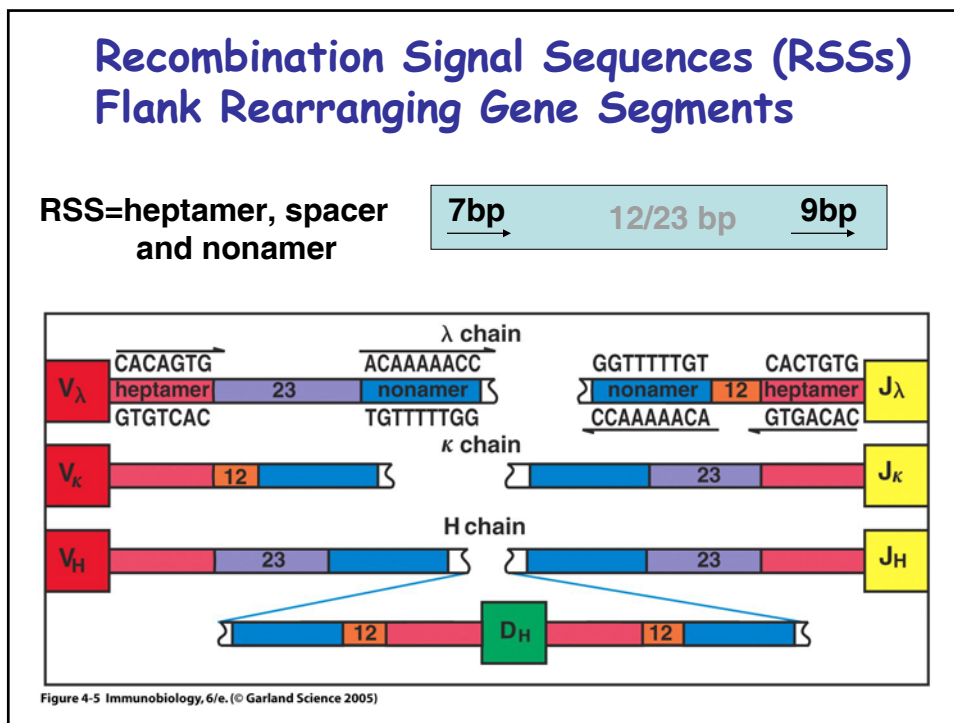 Recombination Signal Sequences (RSSs)
Flank Rearranging Gene Segments
RSS=heptamer, spacer
and nonamer
7bp 12/23 bp 9bp
λ chain
CACAGTG ACAAAAACC GGTTTTTGT CACTGTG
Vλ heptamer 23 nonamer nonamer 12 heptamer Jλ
GTGTCAC TGTTTTTGG CCAAAAACA GTGACAC
κ chain
Vκ 12 23 Jκ
H chain
VH 23 23 JH
12 DH 12
Figure 4-5 Immunobiology, 6/e. (© Garland Science 2005)